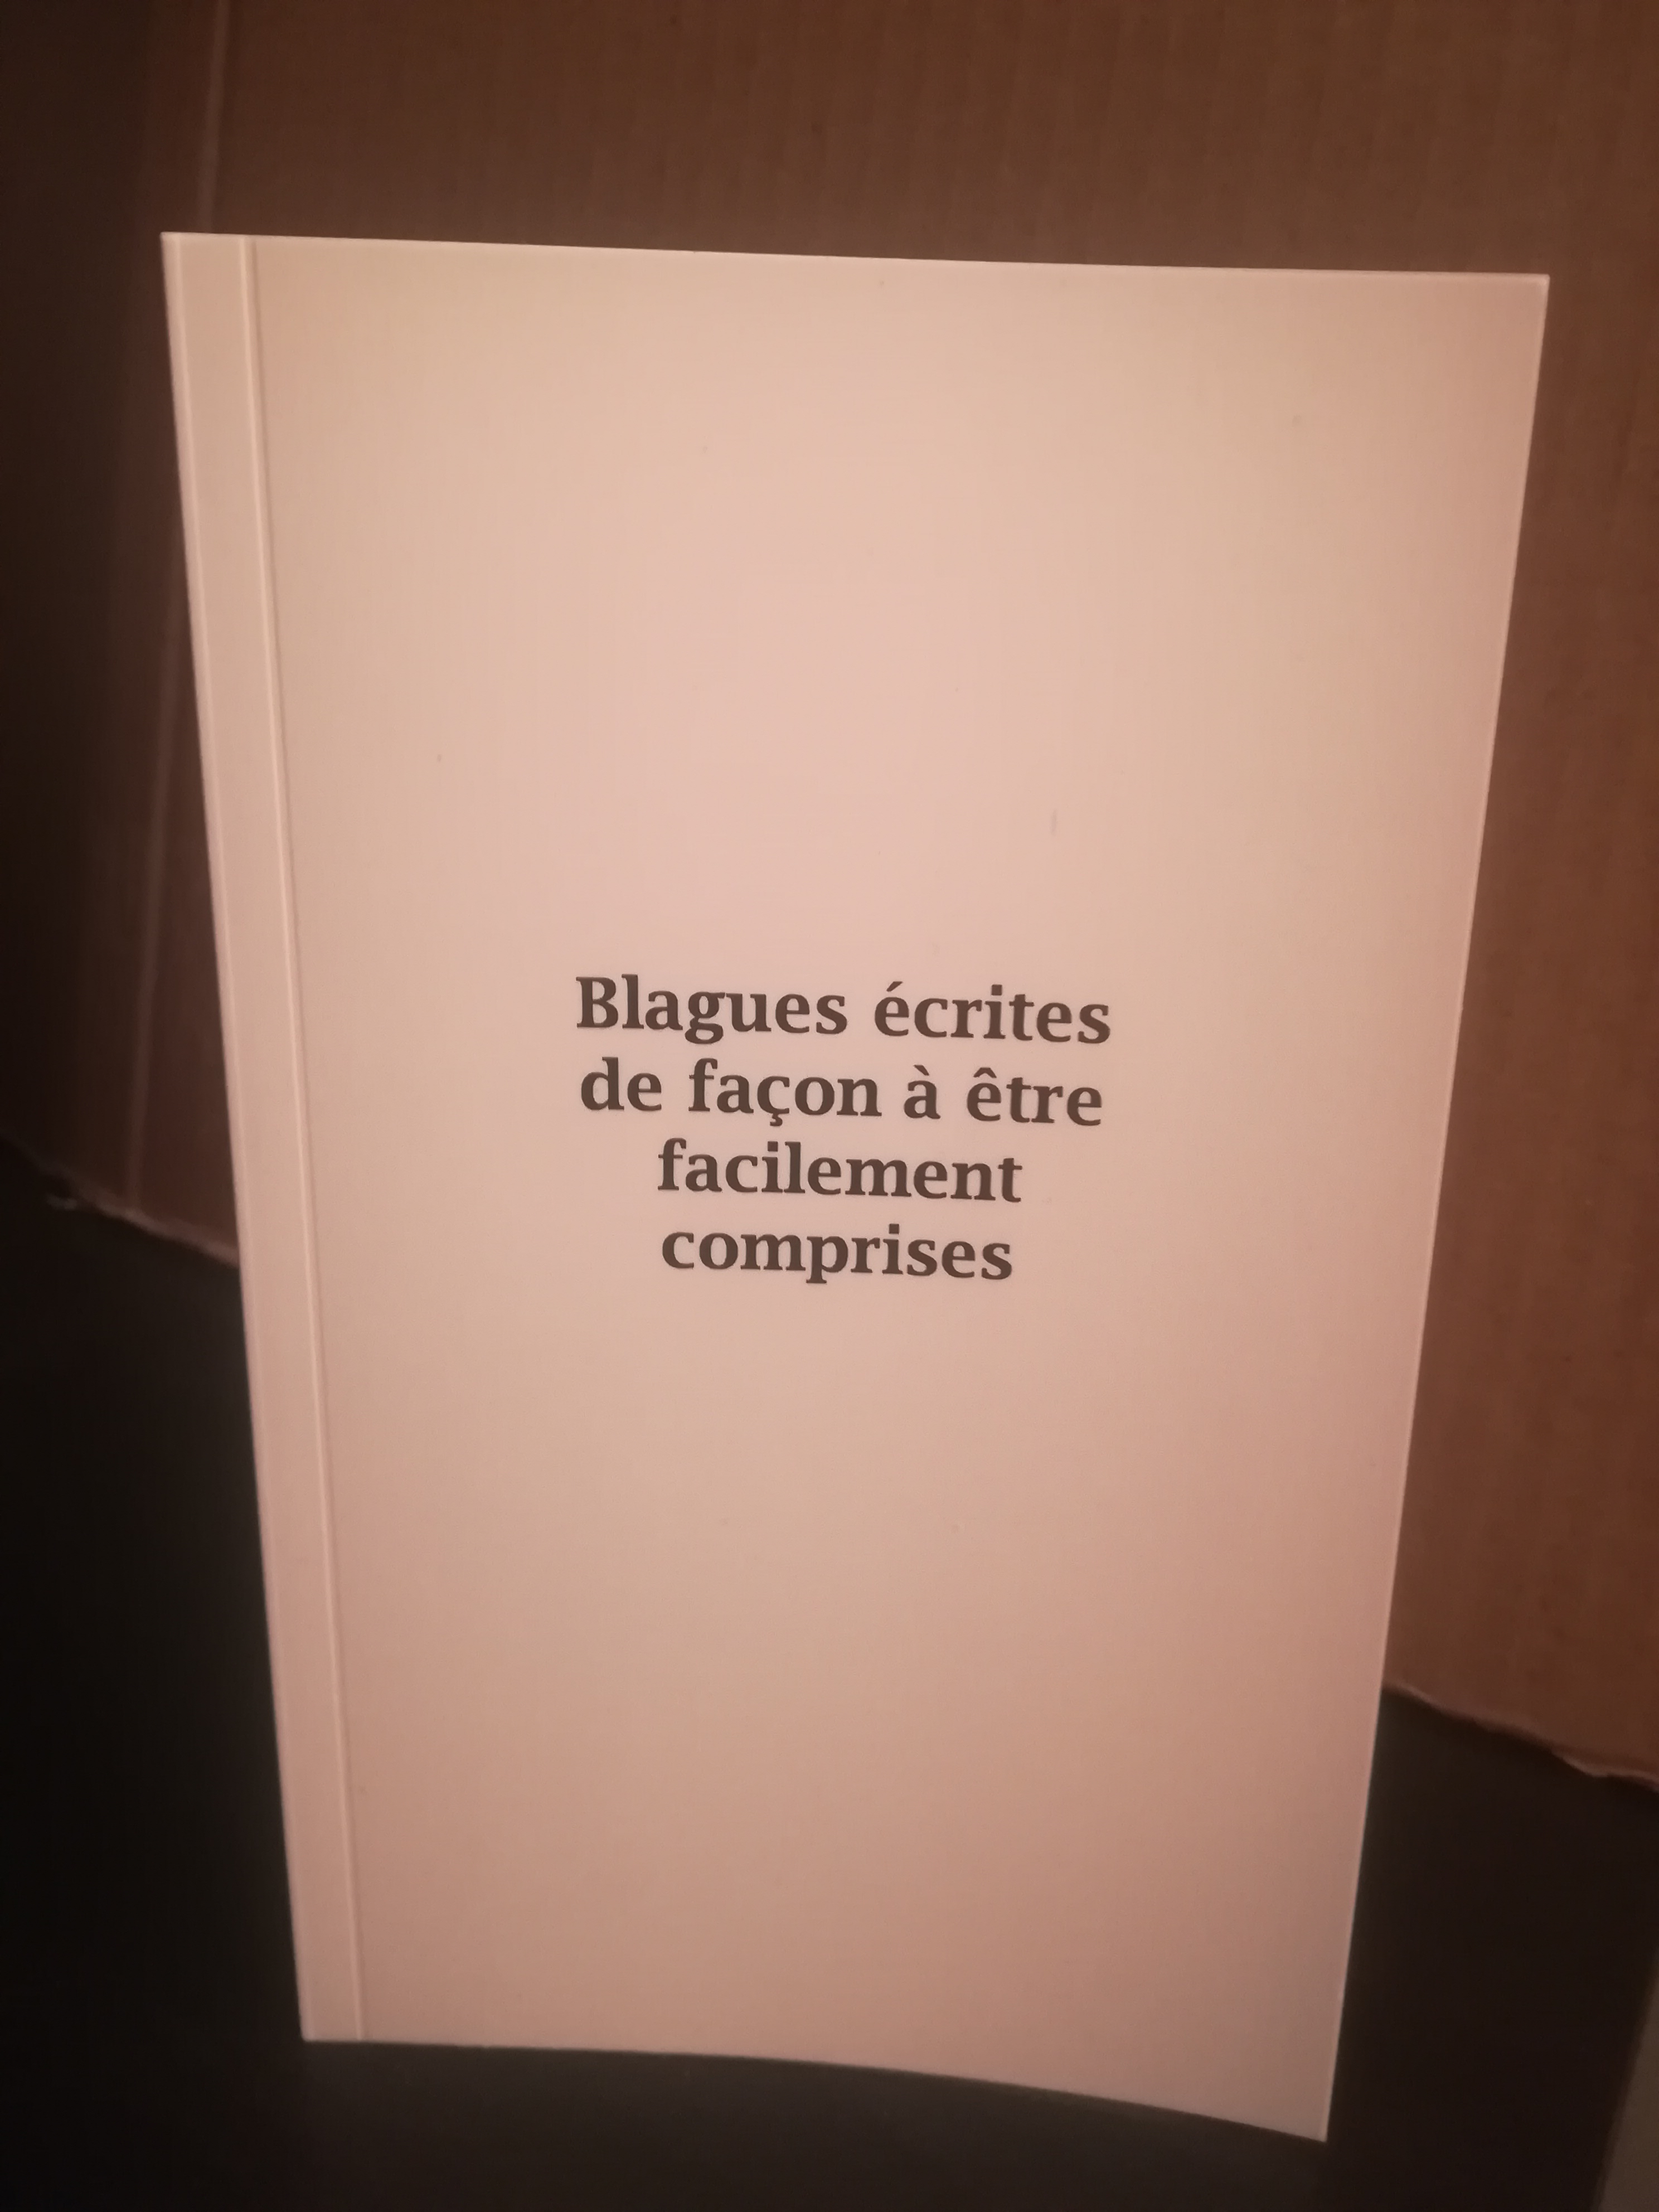 Blagues écrites
de façon à être
facilement
comprises